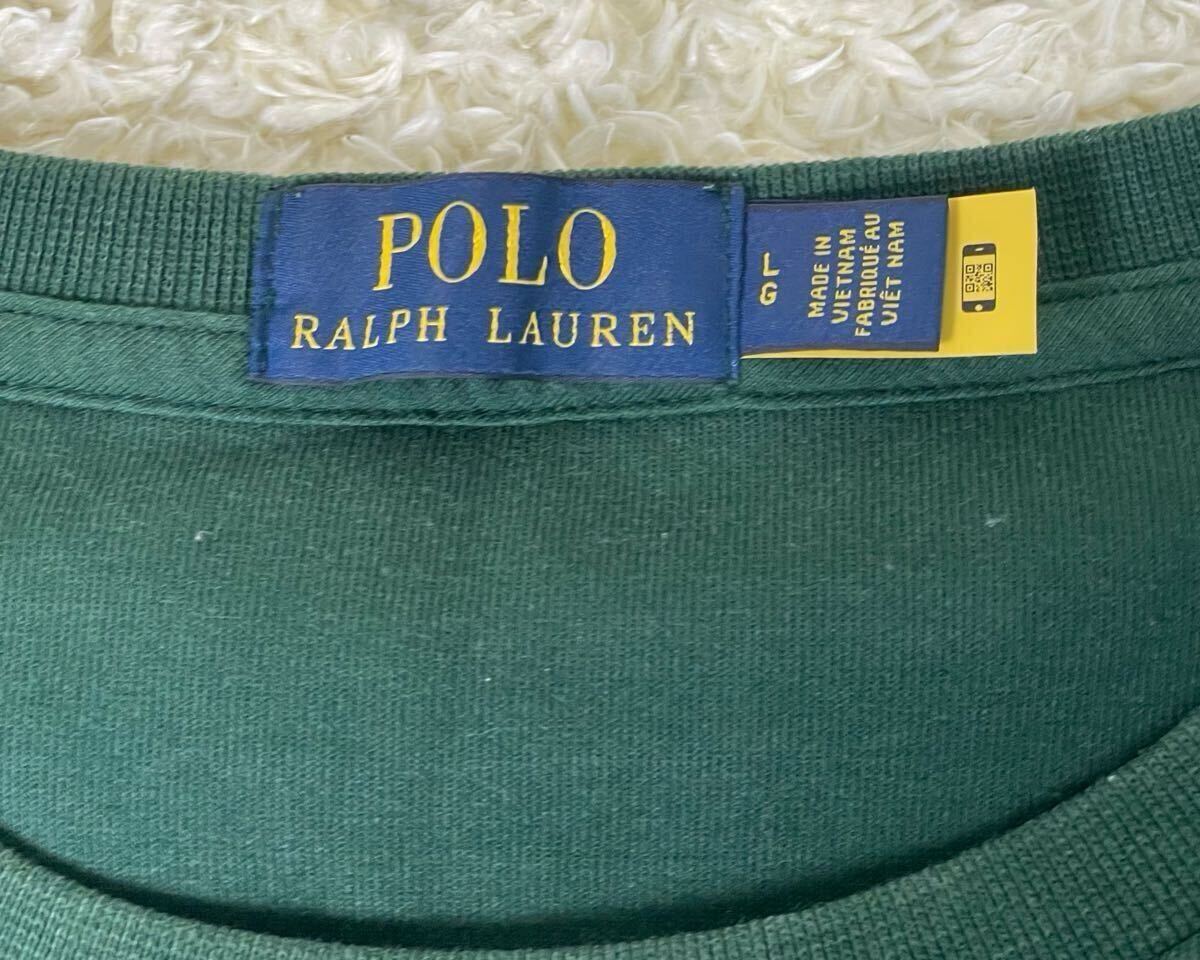 POLO
RALPH LAUREN
L
G
MADE IN
VIETNAM
FABRIQUÉ AU
VIÊT NAM